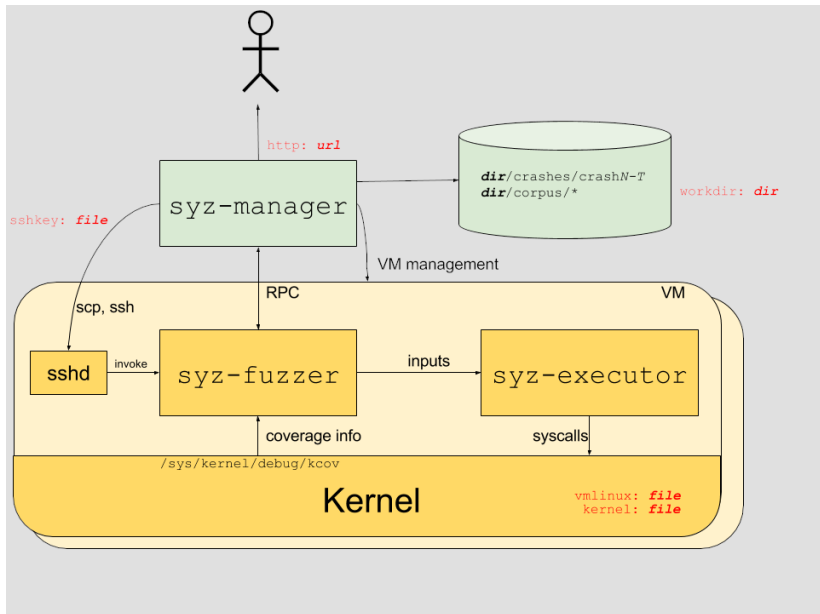 http: url
dir/crashes/crashN-T
dir/corpus/*
workdir: dir
syz-manager
sshkey: file
VM management
RPC
VM
scp, ssh
sshd
invoke
syz-fuzzer
inputs
syz-executor
coverage info
syscalls
/sys/kernel/debug/kcov
Kernel
vmlinux: file
kernel: file